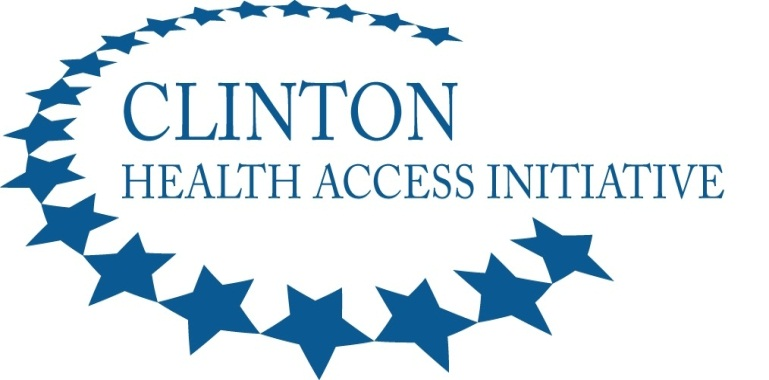 CLINTON
HEALTH ACCESS INITIATIVE